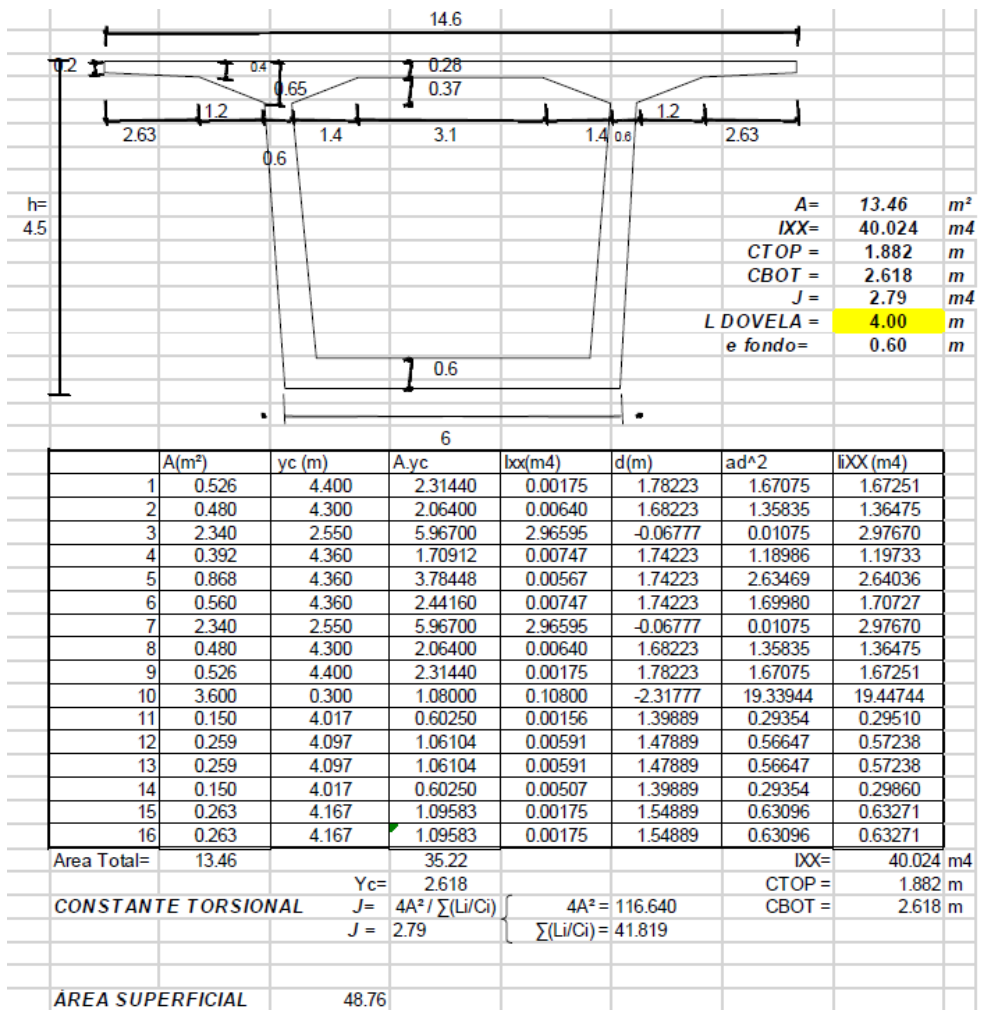 14.6
0.2 0.4 0.28
0.65 0.37
1.2 1.2
2.63 1.4 3.1 1.4 0.6 2.63
0.6
h= A= 13.46 m²
4.5 IXX= 40.024 m4
CTOP = 1.882 m
CBOT = 2.618 m
J = 2.79 m4
L DOVELA = 4.00 m
e fondo= 0.60 m
0.6
6
A(m²) yc (m) A.yc Ixx(m4) d(m) ad^2 IiXX (m4)
1 0.526 4.400 2.31440 0.00175 1.78223 1.67075 1.67251
2 0.480 4.300 2.06400 0.00640 1.68223 1.35835 1.36475
3 2.340 2.550 5.96700 2.96595 -0.06777 0.01075 2.97670
4 0.392 4.360 1.70912 0.00747 1.74223 1.18986 1.19733
5 0.868 4.360 3.78448 0.00567 1.74223 2.63469 2.64036
6 0.560 4.360 2.44160 0.00747 1.74223 1.69980 1.70727
7 2.340 2.550 5.96700 2.96595 -0.06777 0.01075 2.97670
8 0.480 4.300 2.06400 0.00640 1.68223 1.35835 1.36475
9 0.526 4.400 2.31440 0.00175 1.78223 1.67075 1.67251
10 3.600 0.300 1.08000 0.10800 -2.31777 19.33944 19.44744
11 0.150 4.017 0.60250 0.00156 1.39889 0.29354 0.29510
12 0.259 4.097 1.06104 0.00591 1.47889 0.56647 0.57238
13 0.259 4.097 1.06104 0.00591 1.47889 0.56647 0.57238
14 0.150 4.017 0.60250 0.00507 1.39889 0.29354 0.29860
15 0.263 4.167 1.09583 0.00175 1.54889 0.63096 0.63271
16 0.263 4.167 1.09583 0.00175 1.54889 0.63096 0.63271
Area Total= 13.46 35.22 IXX= 40.024 m4
Yc= 2.618 CTOP = 1.882 m
CONSTANTE TORSIONAL J= 4A² / ∑(Li/Ci) 4A² = 116.640 CBOT = 2.618 m
J = 2.79 ∑(Li/Ci) = 41.819
ÁREA SUPERFICIAL 48.76